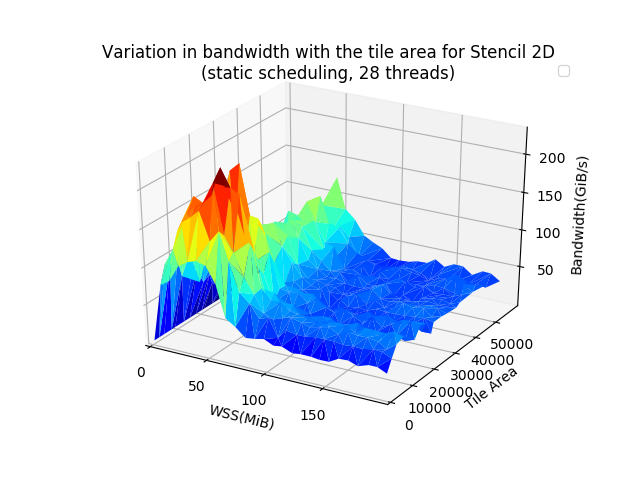 Variation in bandwidth with the tile area for Stencil 2D
(static scheduling, 28 threads)
200
150
100
50
Bandwidth(GiB/s)
0
50
100
150
WSS(MiB)
0
10000
20000
30000
40000
50000
Tile Area